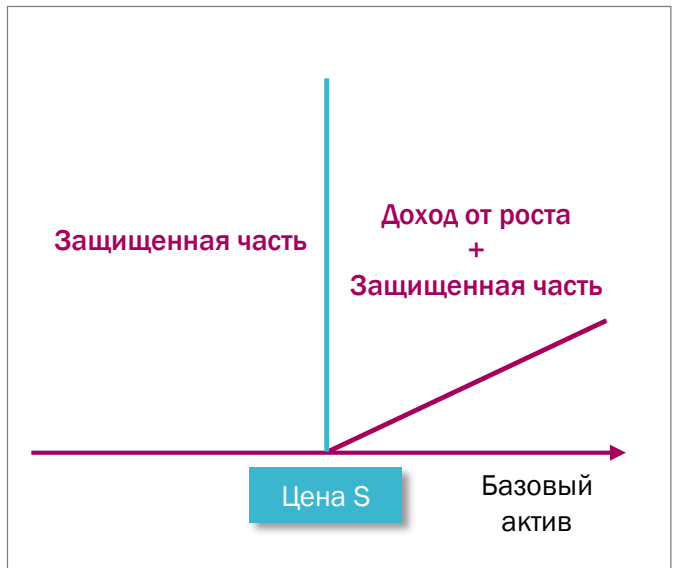 Защищенная часть
Доход от роста
+
Защищенная часть
Цена S
Базовый
актив